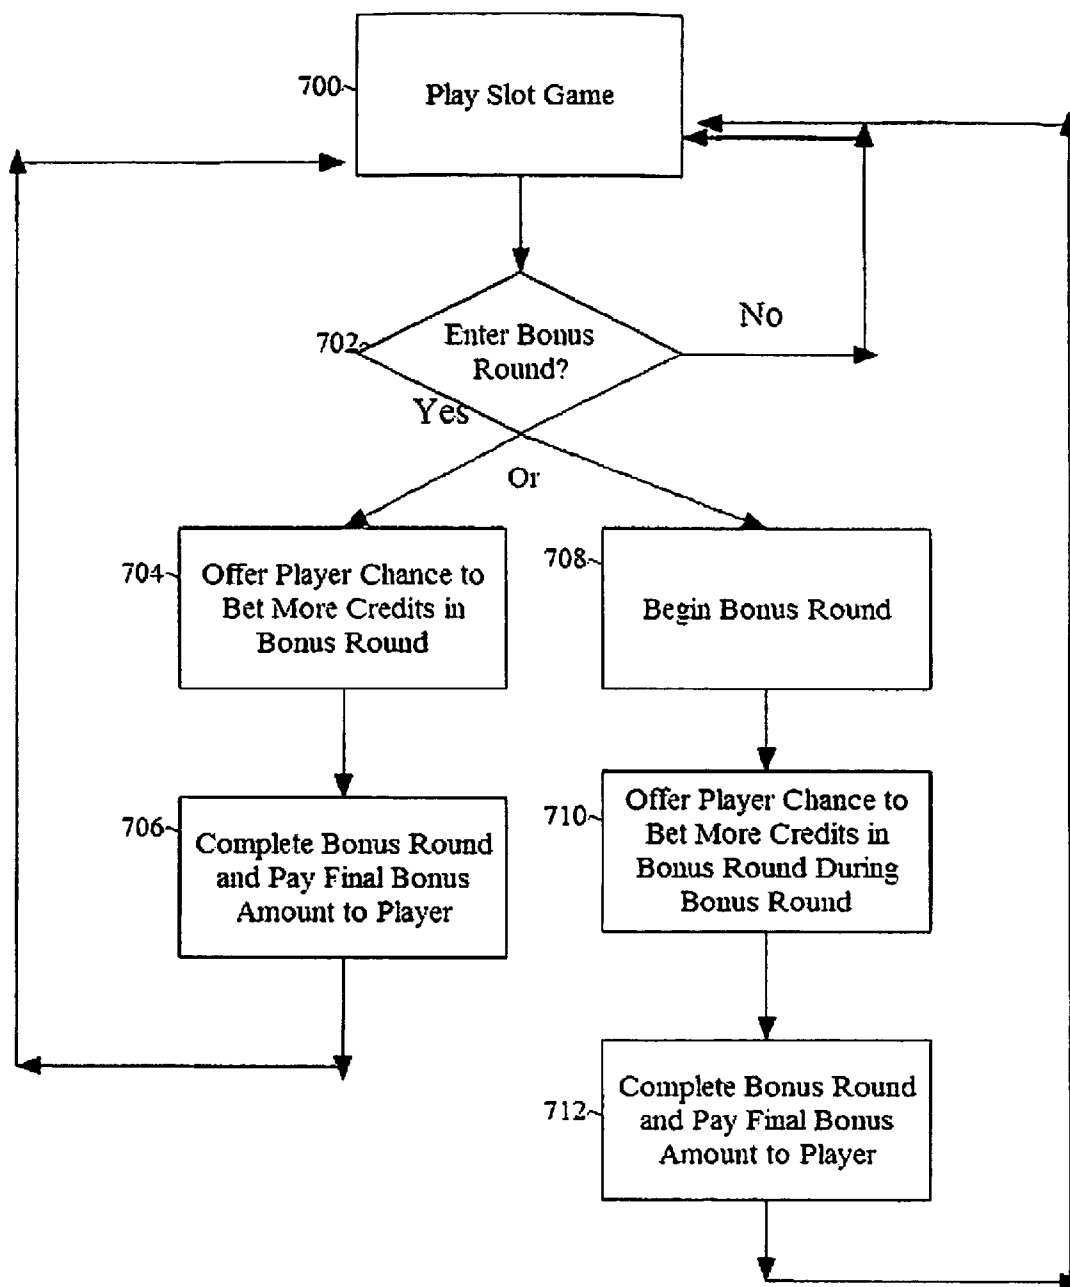 700
Play Slot Game
702
Enter Bonus
Round?
No
Yes
Or
704
Offer Player Chance to
Bet More Credits in
Bonus Round
708
Begin Bonus Round
706
Complete Bonus Round
and Pay Final Bonus
Amount to Player
710
Offer Player Chance to
Bet More Credits in
Bonus Round During
Bonus Round
712
Complete Bonus Round
and Pay Final Bonus
Amount to Player